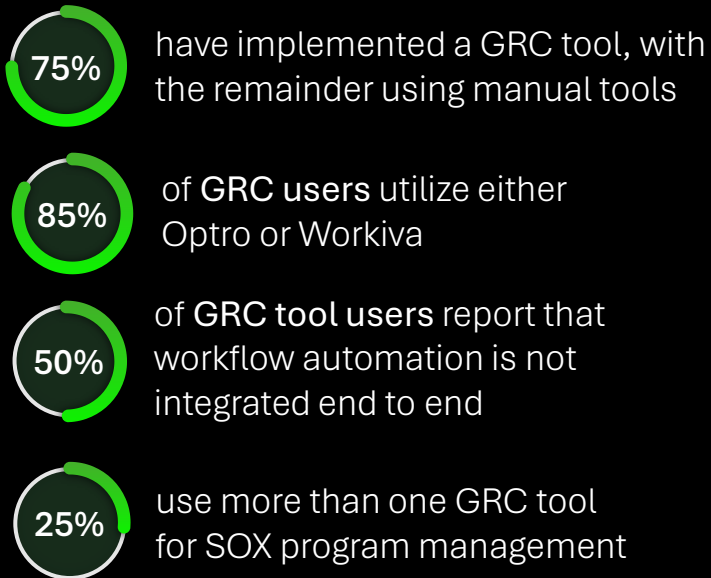 75%
have implemented a GRC tool, with
the remainder using manual tools
85%
of GRC users utilize either
Optro or Workiva
50%
of GRC tool users report that
workflow automation is not
integrated end to end
25%
use more than one GRC tool
for SOX program management